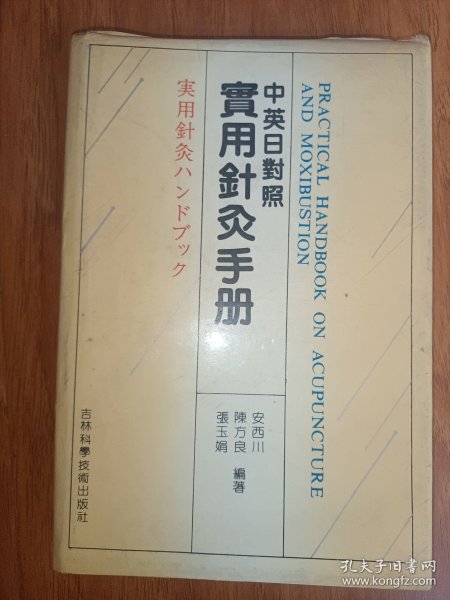 PRACTICAL HANDBOOK ON ACUPUNCTURE
AND MOXIBUSTION
中英日對照
實用針灸手册
実用針灸ハンドブック
安西川
陳方良 編著
張玉娟
吉林科學技術出版社
孔夫子旧书网
www.kongfz.com